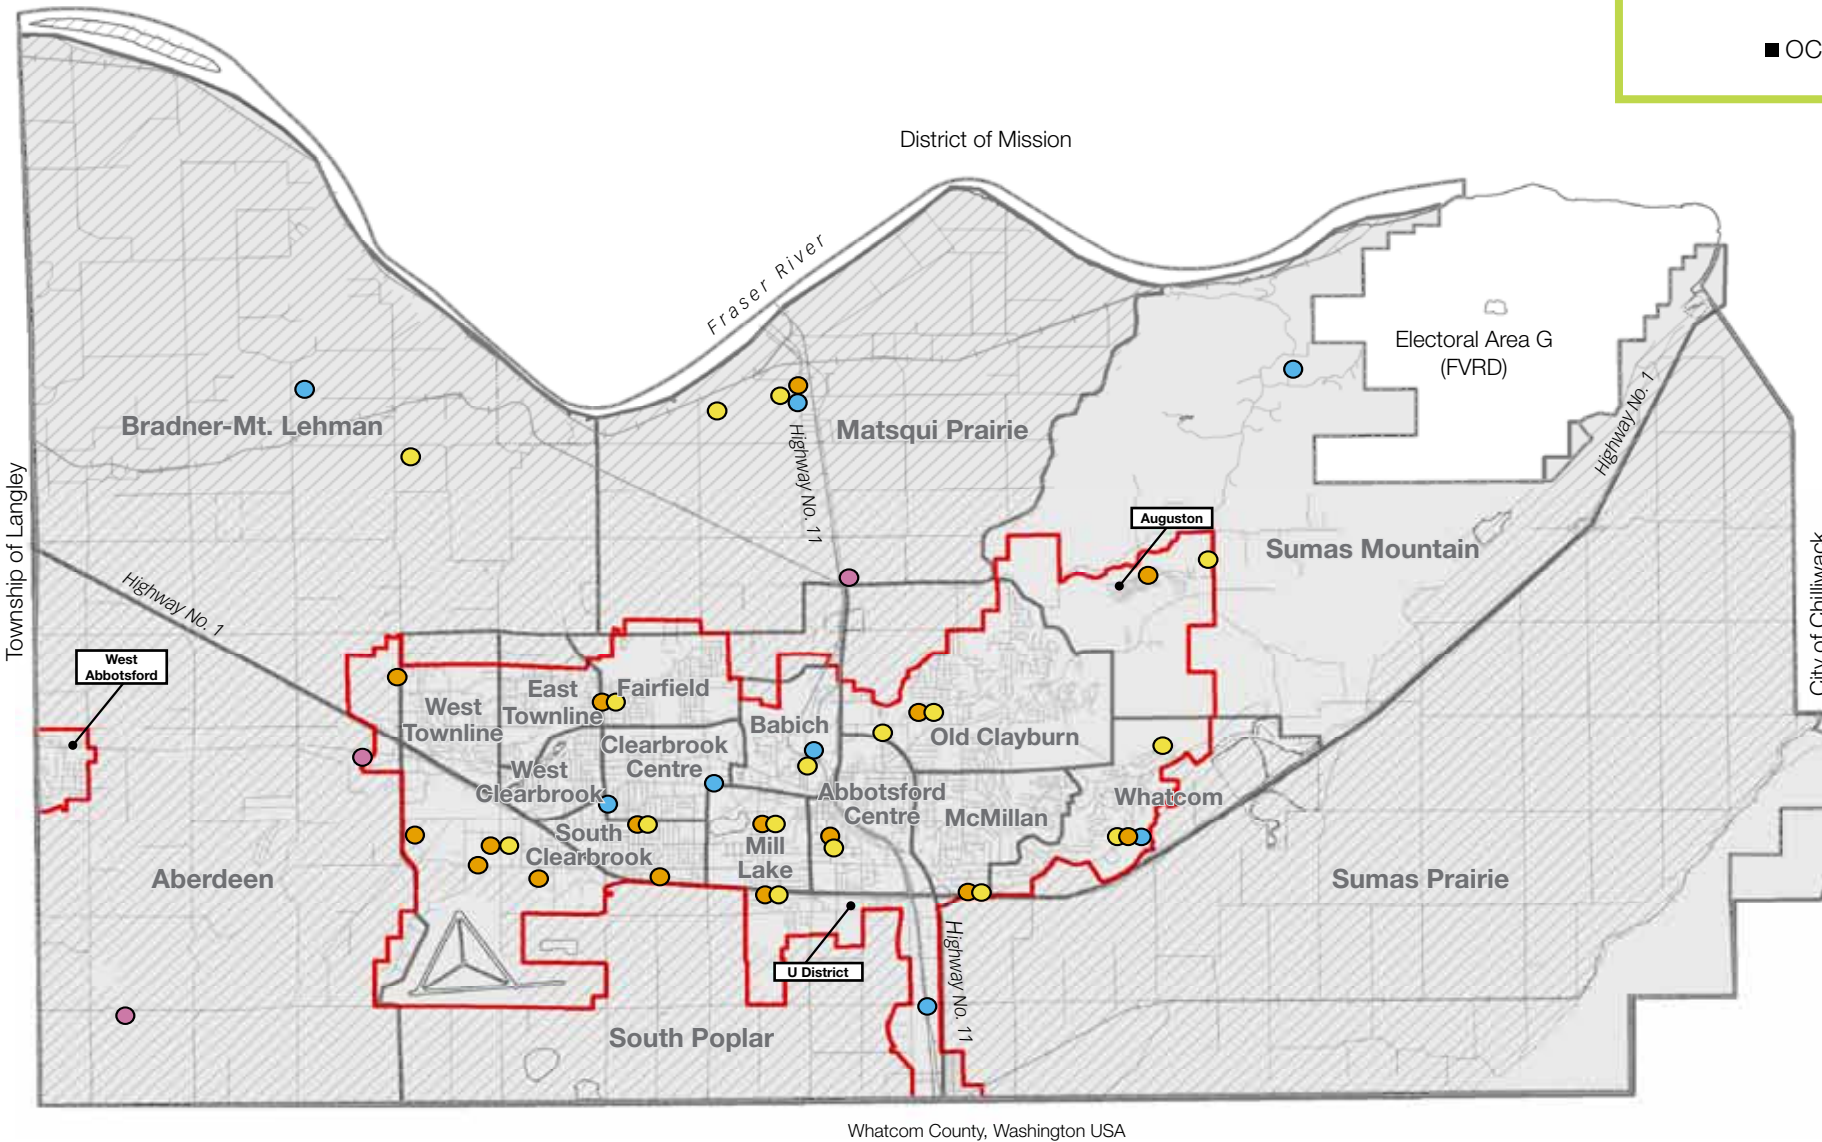 ■ OC
District of Mission
Fraser River
Electoral Area G
(FVRD)
Highway No. 1
Bradner-Mt. Lehman
Matsqui Prairie
Highway No. 11
Township of Langley
Auguston
Sumas Mountain
City of Chilliwack
Highway No. 1
West
Abbotsford
East
Townline
Fairfield
West
Townline
Babich
Old Clayburn
Clearbrook
Centre
West
Clearbrook
Abbotsford
Centre
Whatcom
McMillan
South
Clearbrook
Mill
Lake
Aberdeen
Sumas Prairie
U District
Highway No. 11
South Poplar
Whatcom County, Washington USA